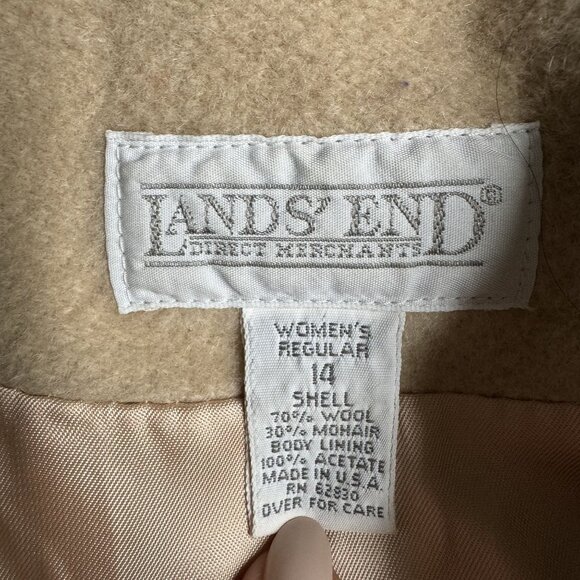 LANDS' END®
DIRECT MERCHANTS
WOMEN'S
REGULAR
14
SHELL
70% WOOL
30% MOHAIR
BODY LINING
100% ACETATE
MADE IN U.S.A.
RN 62830
OVER FOR CARE